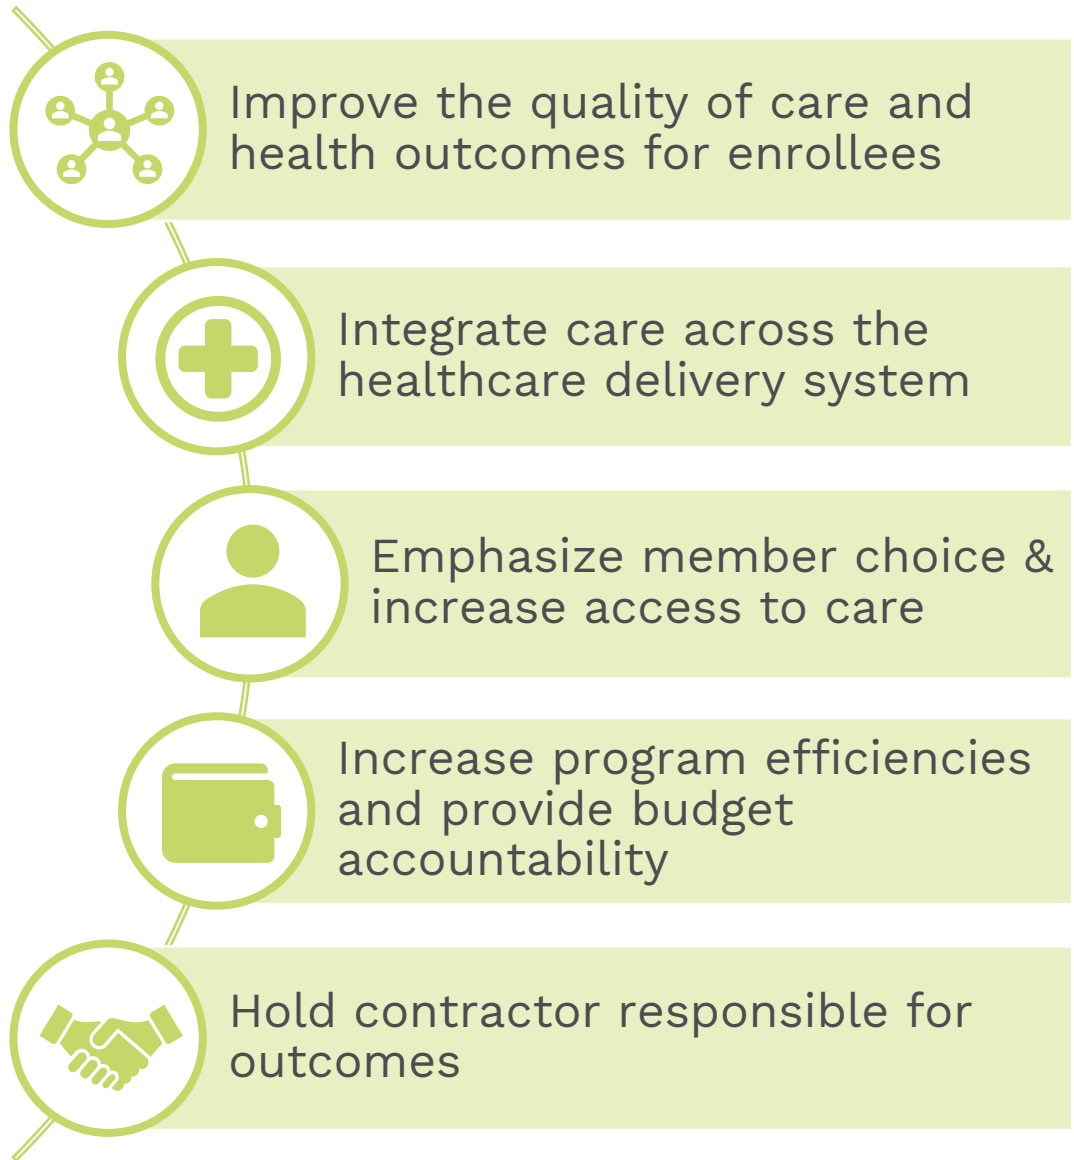 Improve the quality of care and
health outcomes for enrollees
Integrate care across the
healthcare delivery system
Emphasize member choice &
increase access to care
Increase program efficiencies
and provide budget
accountability
Hold contractor responsible for
outcomes